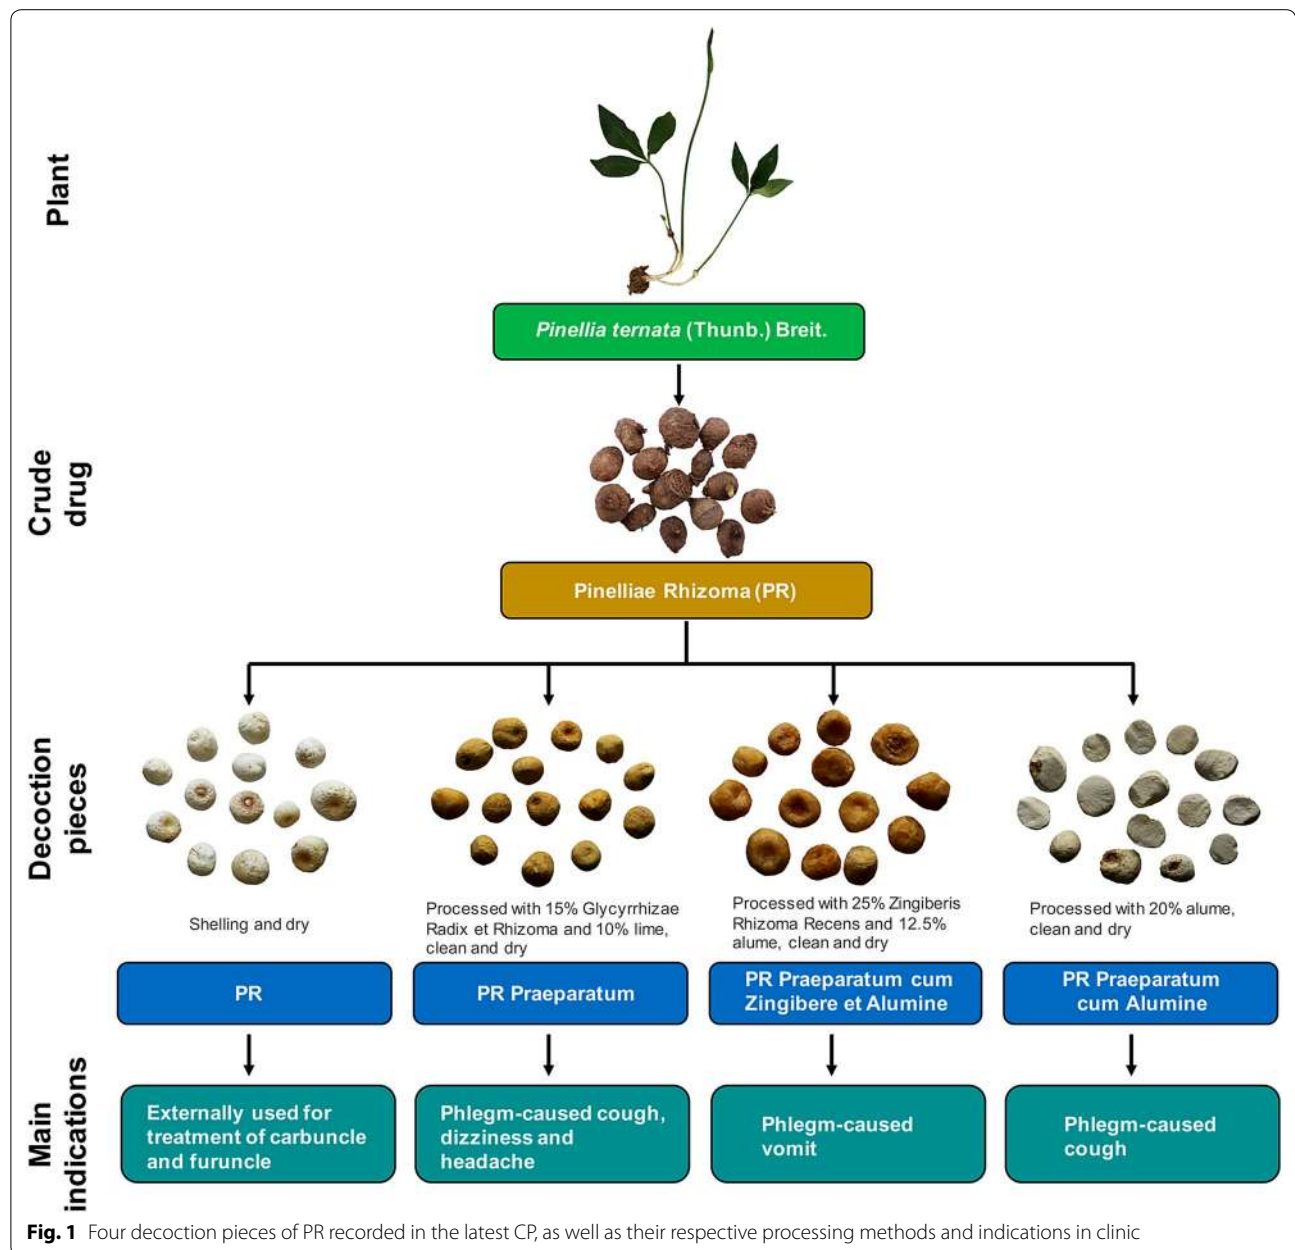 Plant
Pinellia ternata (Thunb.) Breit.
Crude
drug
Pinelliae Rhizoma (PR)
Decoction
pieces
Shelling and dry
Processed with 15% Glycyrrhizae
Radix et Rhizoma and 10% lime,
clean and dry
Processed with 25% Zingiberis
Rhizoma Recens and 12.5%
alume, clean and dry
Processed with 20% alume,
clean and dry
PR
PR Praeparatum
PR Praeparatum cum
Zingibere et Alumine
PR Praeparatum
cum Alumine
Main
indications
Externally used for
treatment of carbuncle
and furuncle
Phlegm-caused cough,
dizziness and
headache
Phlegm-caused
vomit
Phlegm-caused
cough
Fig. 1 Four decoction pieces of PR recorded in the latest CP, as well as their respective processing methods and indications in clinic